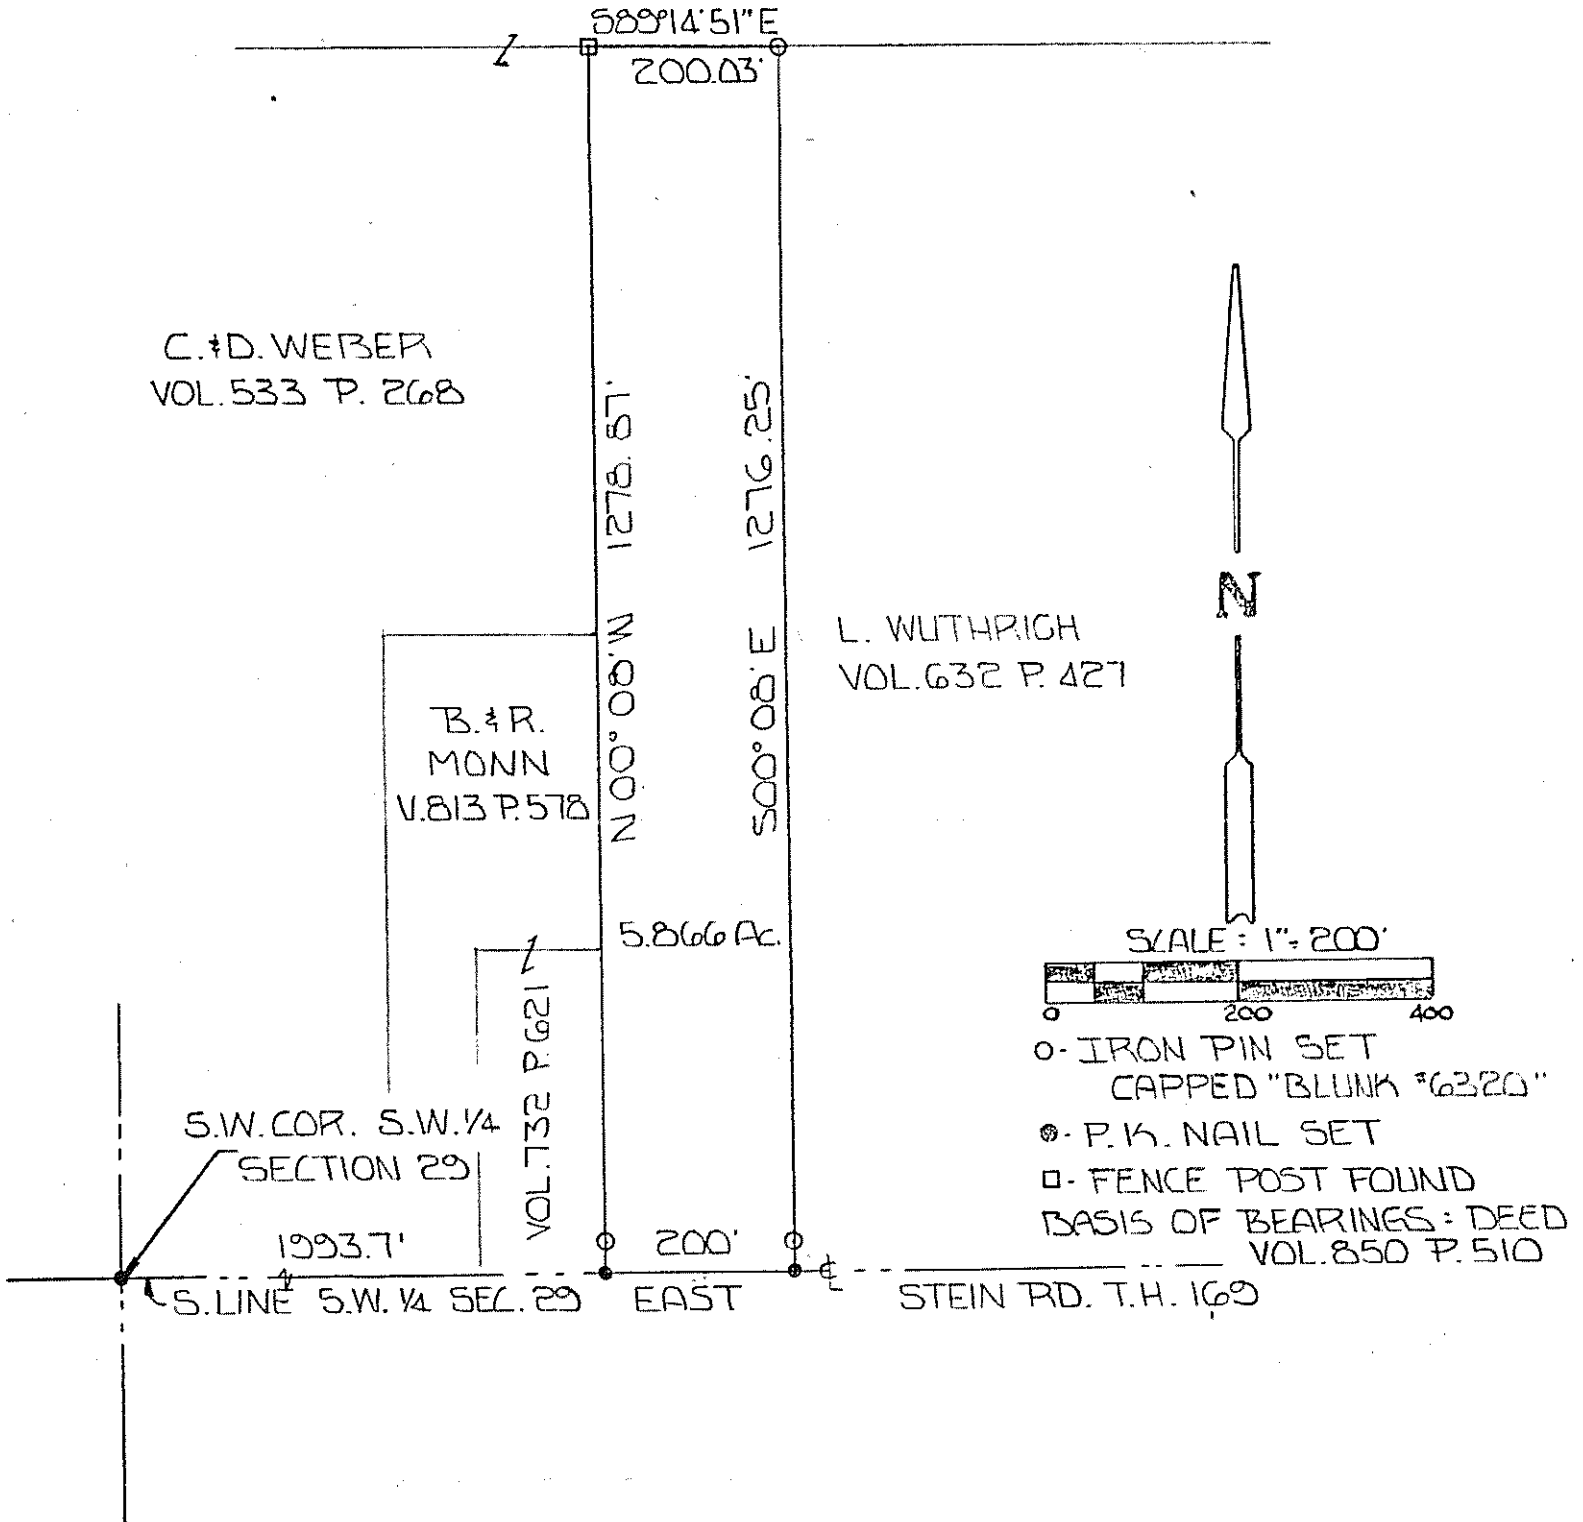 S89°14'51"E
200.03'
C. & D. WEBER
VOL. 533 P. 268
1278.87'
N 00° 08' W
1276.25'
S00° 08' E
L. WUTHRICH
VOL. 632 P. 427
N
B. & R.
MONN
V. 813 P. 578
5.866 Ac.
VOL. 732 P. 621
SCALE: 1"= 200'
0 200 400
O - IRON PIN SET
CAPPED "BLUNK #6320"
- P.K. NAIL SET
□ - FENCE POST FOUND
BASIS OF BEARINGS: DEED
VOL. 850 P. 510
S.W. COR. S.W. 1/4
SECTION 29
1993.7'
200'
S. LINE S.W. 1/4 SEC. 29
EAST
℄
STEIN RD. T.H. 169